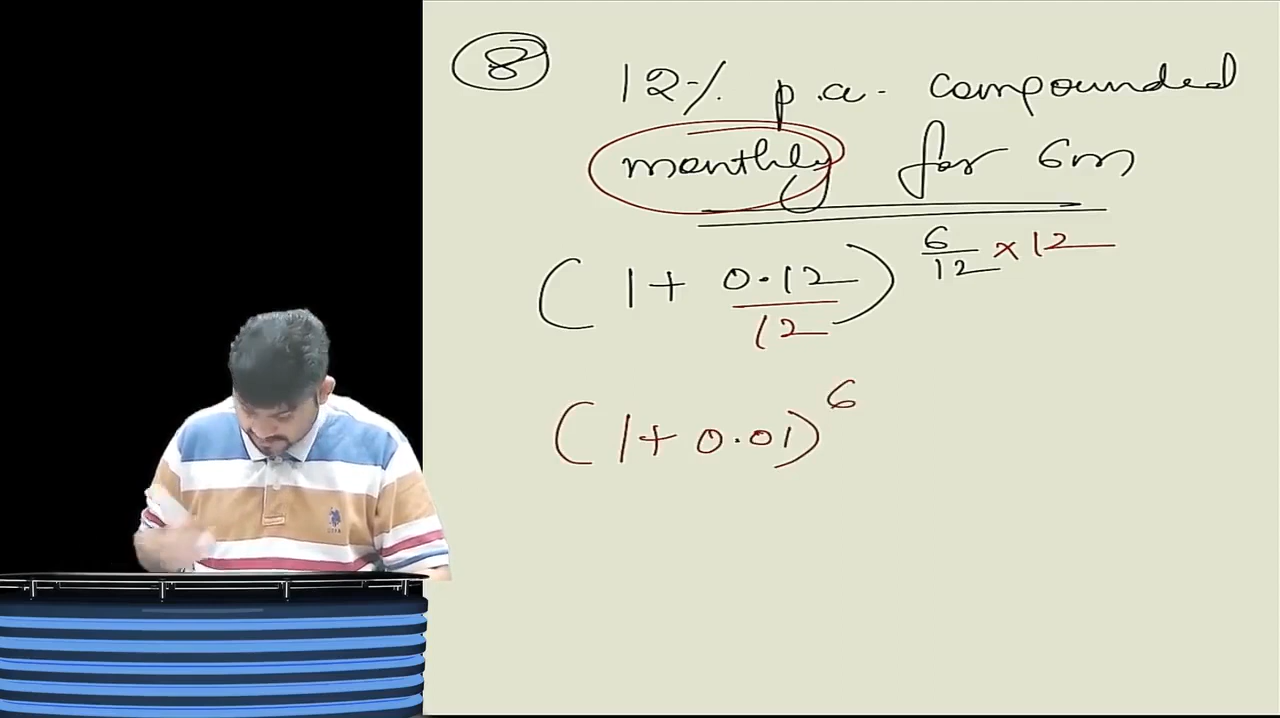 8 12% p.a. compounded
monthly for 6m
(1+ 0.12/12)^6/12 × 12
(1+ 0.01)^6